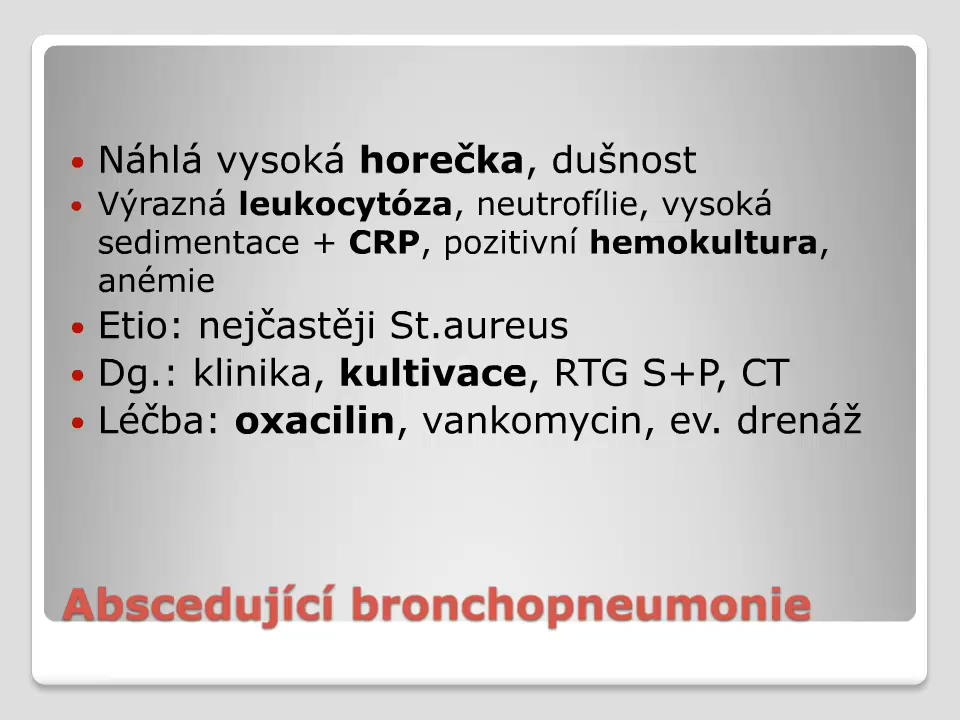 • Náhlá vysoká horečka, dušnost
• Výrazná leukocytóza, neutrofílie, vysoká
sedimentace + CRP, pozitivní hemokultura,
anémie
• Etio: nejčastěji St.aureus
• Dg.: klinika, kultivace, RTG S+P, CT
• Léčba: oxacilin, vankomycin, ev. drenáž
Abscedující bronchopneumonie